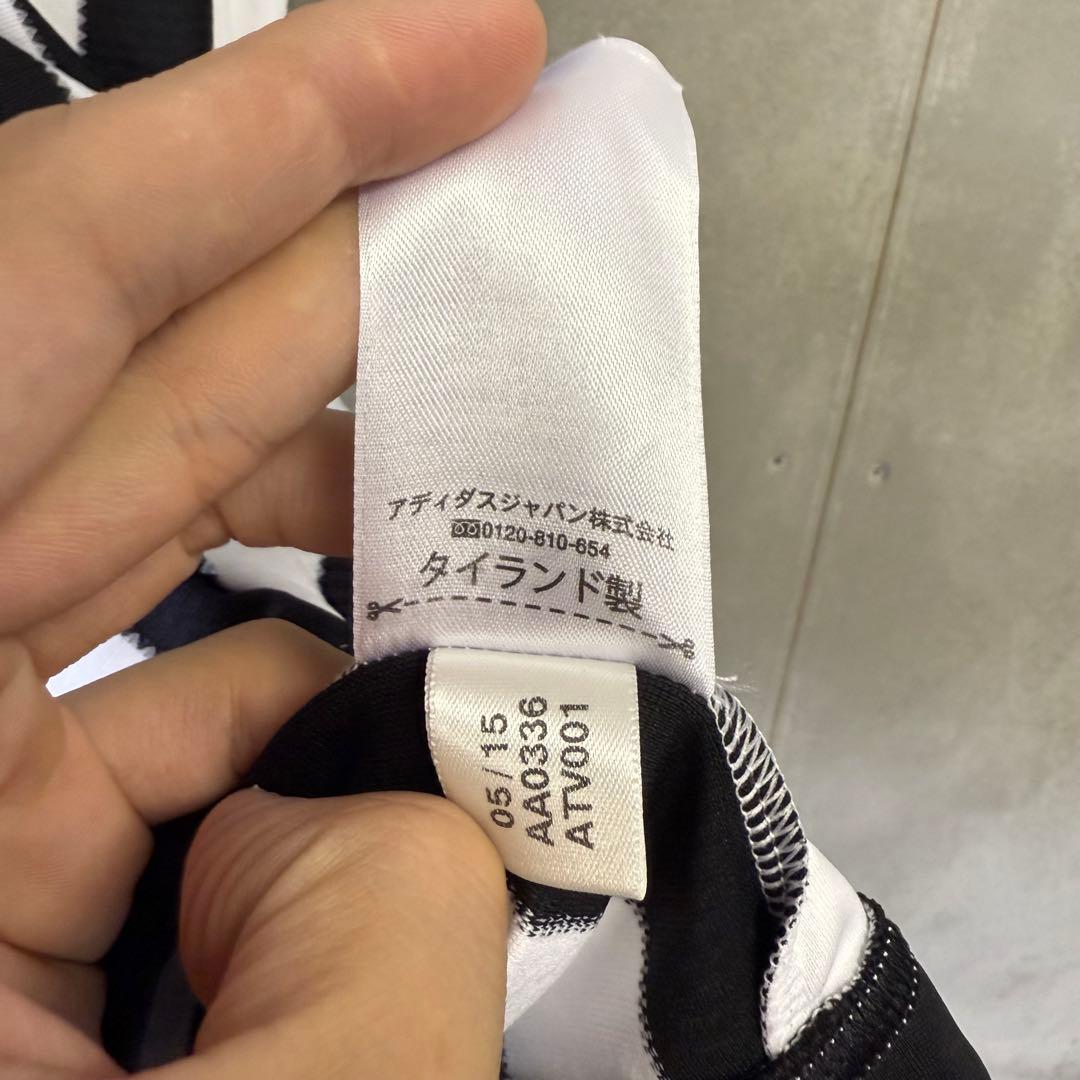 アディダスジャパン株式会社
0120-810-654
タイランド製
05/15
AA0336
ATV001